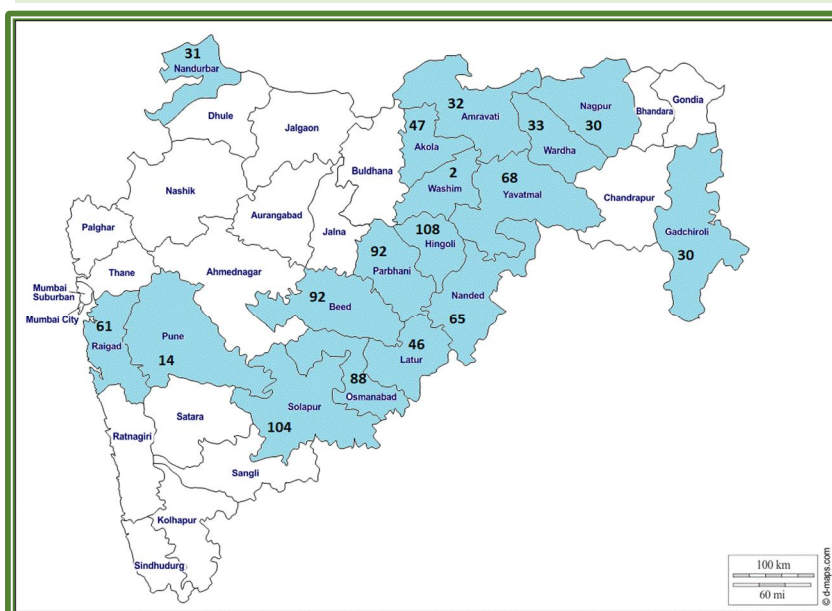 31
Nandurbar
Dhule
Jalgaon
32
Amravati
47
Akola
33
Wardha
Nagpur
30
Bhandara
Gondia
Nashik
Buldhana
2
Washim
68
Yavatmal
Chandrapur
Aurangabad
Jalna
108
Hingoli
Gadchiroli
30
Palghar
Thane
Ahmednagar
92
Parbhani
Mumbai
Suburban
Mumbai City
92
Beed
Nanded
65
61
Raigad
Pune
14
46
Latur
88
Osmanabad
Solapur
104
Satara
Ratnagiri
Sangli
Kolhapur
Sindhudurg
100 km
60 mi
© d-maps.com